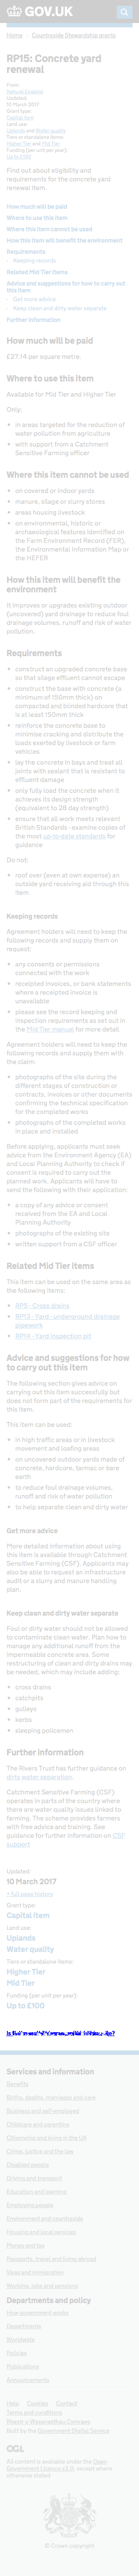 GOV.UK
Home
Countryside Stewardship grants
RP15: Concrete yard
renewal
From:
Natural England
Updated:
10 March 2017
Grant type:
Capital item
Land use:
Uplands and Water quality
Tiers or standalone items:
Higher Tier and Mid Tier
Funding (per unit per year):
Up to £100
Find out about eligibility and
requirements for the concrete yard
renewal item.
How much will be paid
Where to use this item
Where this item cannot be used
How this item will benefit the environment
Requirements
- Keeping records
Related Mid Tier items
Advice and suggestions for how to carry out
this item
- Get more advice
- Keep clean and dirty water separate
Further information
How much will be paid
£27.14 per square metre.
Where to use this item
Available for Mid Tier and Higher Tier
Only:
in areas targeted for the reduction of
water pollution from agriculture
with support from a Catchment
Sensitive Farming officer
Where this item cannot be used
on covered or indoor yards
manure, silage or slurry stores
areas housing livestock
on environmental, historic or
archaeological features identified on
the Farm Environment Record (FER),
the Environmental Information Map or
the HEFER
How this item will benefit the
environment
It improves or upgrades existing outdoor
(uncovered) yards and drainage to reduce foul
drainage volumes, runoff and risk of water
pollution.
Requirements
construct an upgraded concrete base
so that silage effluent cannot escape
construct the base with concrete (a
minimum of 150mm thick) on
compacted and blinded hardcore that
is at least 150mm thick
reinforce the concrete base to
minimise cracking and distribute the
loads exerted by livestock or farm
vehicles
lay the concrete in bays and treat all
joints with sealant that is resistant to
effluent damage
only fully load the concrete when it
achieves its design strength
(equivalent to 28 day strength)
ensure that all work meets relevant
British Standards - examine copies of
the most up-to-date standards for
guidance
Do not:
roof over (even at own expense) an
outside yard receiving aid through this
item
Keeping records
Agreement holders will need to keep the
following records and supply them on
request:
any consents or permissions
connected with the work
receipted invoices, or bank statements
where a receipted invoice is
unavailable
please see the record keeping and
inspection requirements as set out in
the Mid Tier manual for more detail
Agreement holders will need to keep the
following records and supply them with
the claim:
photographs of the site during the
different stages of construction or
claims, and contractor/other invoices
confirming the technical specification
for the completed works
photographs of the completed works
in place and installed
Before applying, applicants must seek
advice from the Environment Agency (EA)
and Local Planning Authority. Applicants
will need to send the following records
with their application:
a copy of any advice or consent
received from the EA and Local
Planning Authority
photographs of the existing site
written support from a CSF officer
Related Mid Tier items
This item can be used on the same area as
the following items:
RP5 - Cross drains
RP13 - Yard - underground drainage
pipework
RP14 - Yard inspection pit
Advice and suggestions for how
to carry out this item
The following section gives advice on
carrying out this item successfully but
does not form part of the requirements for
this item.
This item can be used:
in high traffic areas or in livestock
movement and loading areas
on uncovered outdoor yards made of
concrete, hardcore, tarmac or bare
earth
to reduce foul drainage volumes,
runoff and risk of water pollution
to help separate clean and dirty water
Get more advice
More detailed information about using
this item is available through Catchment
Sensitive Farming (CSF). Applicants may
also be able to request an infrastructure
audit or a slurry and manure handling
plan.
Keep clean and dirty water separate
Foul or dirty water should not be allowed
to contaminate clean water. Plan how to
manage additional runoff from the
impermeable concrete areas. Some
minimal changes to yard drains may be
needed, which may include adding:
cross drains
catchpits
gulleys
kerbs
sleeping policemen
Further information
The Rivers Trust has further guidance on
dirty water separation.
Catchment Sensitive Farming (CSF)
operates in parts of the country where
there are water quality issues linked to
farming. Farmers in these areas will have
access to free advice and training. See
the guidance for further information on CSF
support
Updated:
10 March 2017
+ full page history
Grant type:
Capital item
Land use:
Uplands
Water quality
Tiers or standalone items:
Higher Tier
Mid Tier
Funding (per unit per year):
Up to £100
Services and information
Benefits
Births, deaths, marriages and care
Business and self-employed
Childcare and parenting
Citizenship and living in the UK
Crime, justice and the law
Disabled people
Driving and transport
Education and learning
Employing people
Environment and countryside
Housing and local services
Money and tax
Passports, travel and living abroad
Visas and immigration
Working, jobs and pensions
Departments and policy
How government works
Departments
Worldwide
Policies
Publications
Announcements
Help Cookies Contact
Terms and conditions
Rhestr o Wasanaethau Cymraeg
Built by the Government Digital Service
OGL
All content is available under the Open
Government Licence v3.0, except where
otherwise stated
© Crown copyright